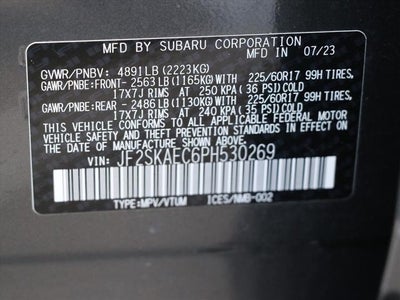 MFD BY SUBARU CORPORATION
MFD IN 07/23
GVWR/PNBV: 4891LB (2223KG)
GAWR/PNBE:FRONT- 2563LB(1165KG)WITH 225/60R17 99H TIRES,
17X7J RIMS, AT 250 KPA (36 PSI)COLD
GAWR/PNBE:REAR - 2486LB(1130KG)WITH 225/60R17 99H TIRES,
17X7J RIMS, AT 240 KPA (35 PSI)COLD
THIS VEHICLE CONFORMS TO ALL APPLICABLE FEDERAL MOTOR
VEHICLE SAFETY AND THEFT PREVENTION STANDARDS IN EFFECT ON
THE DATE OF MANUFACTURE SHOWN ABOVE.
VIN: JF2SKAEC6PH530269
TYPE:MPV/VTUM ICES/NMB-002